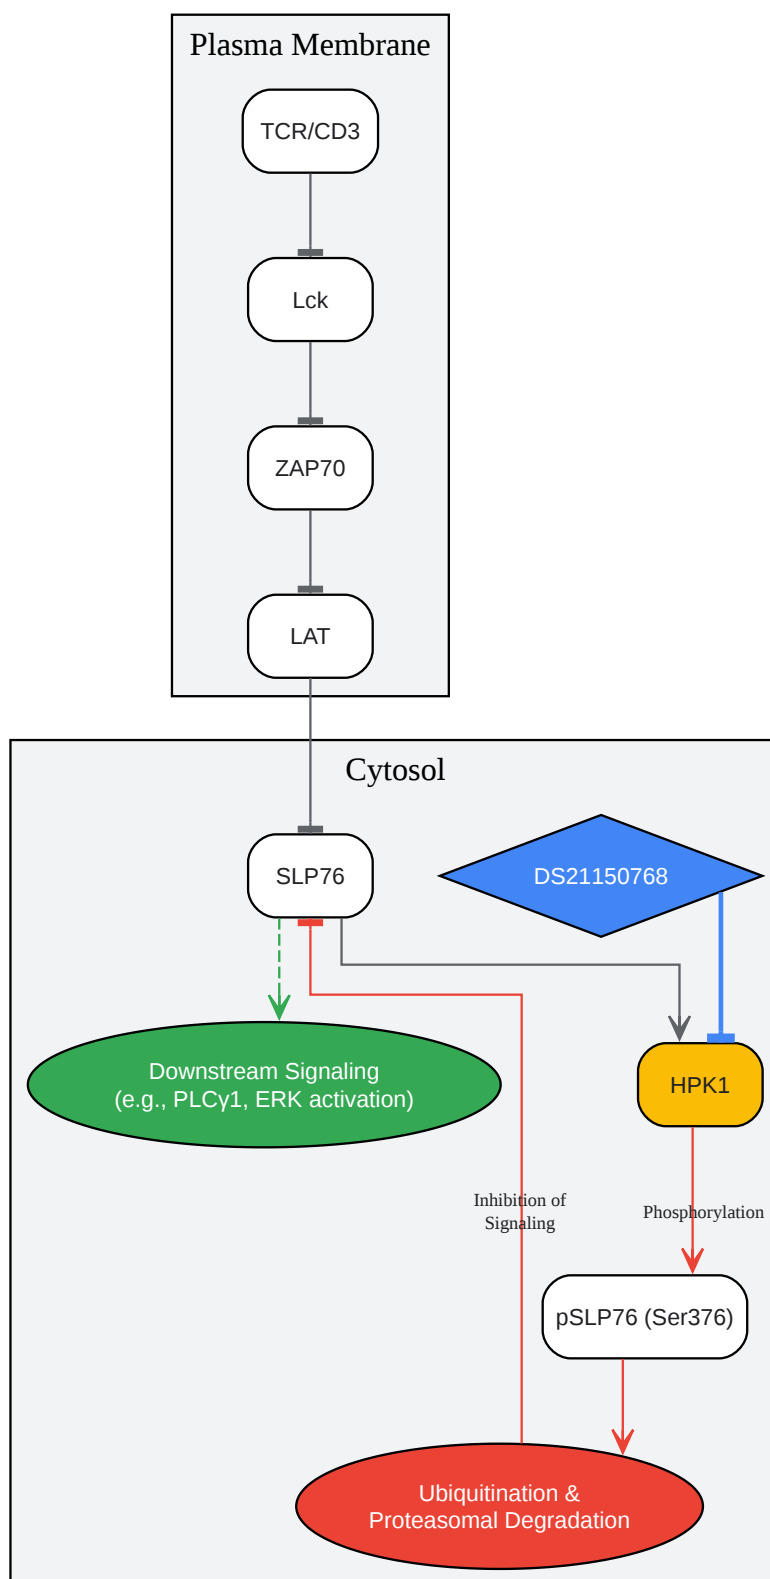 Plasma Membrane
TCR/CD3
Lck
ZAP70
LAT
Cytosol
SLP76
DS21150768
Downstream Signaling
(e.g., PLCγ1, ERK activation)
HPK1
Inhibition of
Signaling
Phosphorylation
pSLP76 (Ser376)
Ubiquitination &
Proteasomal Degradation